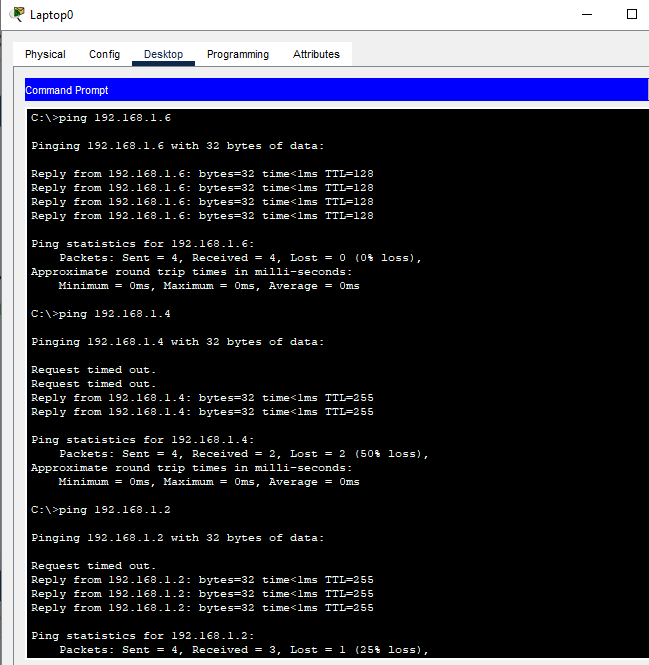 Laptop0
Physical Config Desktop Programming Attributes
Command Prompt
C:\>ping 192.168.1.6
Pinging 192.168.1.6 with 32 bytes of data:
Reply from 192.168.1.6: bytes=32 time<1ms TTL=128
Reply from 192.168.1.6: bytes=32 time<1ms TTL=128
Reply from 192.168.1.6: bytes=32 time<1ms TTL=128
Reply from 192.168.1.6: bytes=32 time<1ms TTL=128
Ping statistics for 192.168.1.6:
    Packets: Sent = 4, Received = 4, Lost = 0 (0% loss),
Approximate round trip times in milli-seconds:
    Minimum = 0ms, Maximum = 0ms, Average = 0ms
C:\>ping 192.168.1.4
Pinging 192.168.1.4 with 32 bytes of data:
Request timed out.
Request timed out.
Reply from 192.168.1.4: bytes=32 time<1ms TTL=255
Reply from 192.168.1.4: bytes=32 time<1ms TTL=255
Ping statistics for 192.168.1.4:
    Packets: Sent = 4, Received = 2, Lost = 2 (50% loss),
Approximate round trip times in milli-seconds:
    Minimum = 0ms, Maximum = 0ms, Average = 0ms
C:\>ping 192.168.1.2
Pinging 192.168.1.2 with 32 bytes of data:
Request timed out.
Reply from 192.168.1.2: bytes=32 time<1ms TTL=255
Reply from 192.168.1.2: bytes=32 time<1ms TTL=255
Reply from 192.168.1.2: bytes=32 time<1ms TTL=255
Ping statistics for 192.168.1.2:
    Packets: Sent = 4, Received = 3, Lost = 1 (25% loss),